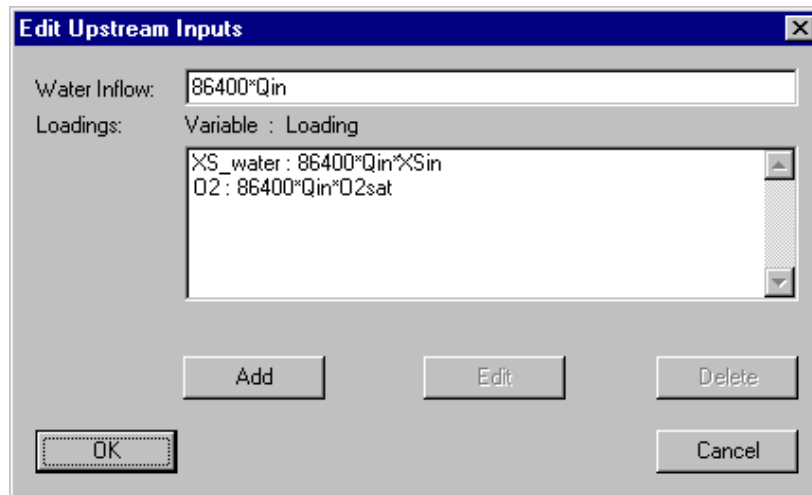 Edit Upstream Inputs
Water Inflow: 86400*Qin
Loadings: Variable : Loading
XS_water : 86400*Qin*XSin
O2 : 86400*Qin*O2sat
Add Edit Delete
OK Cancel